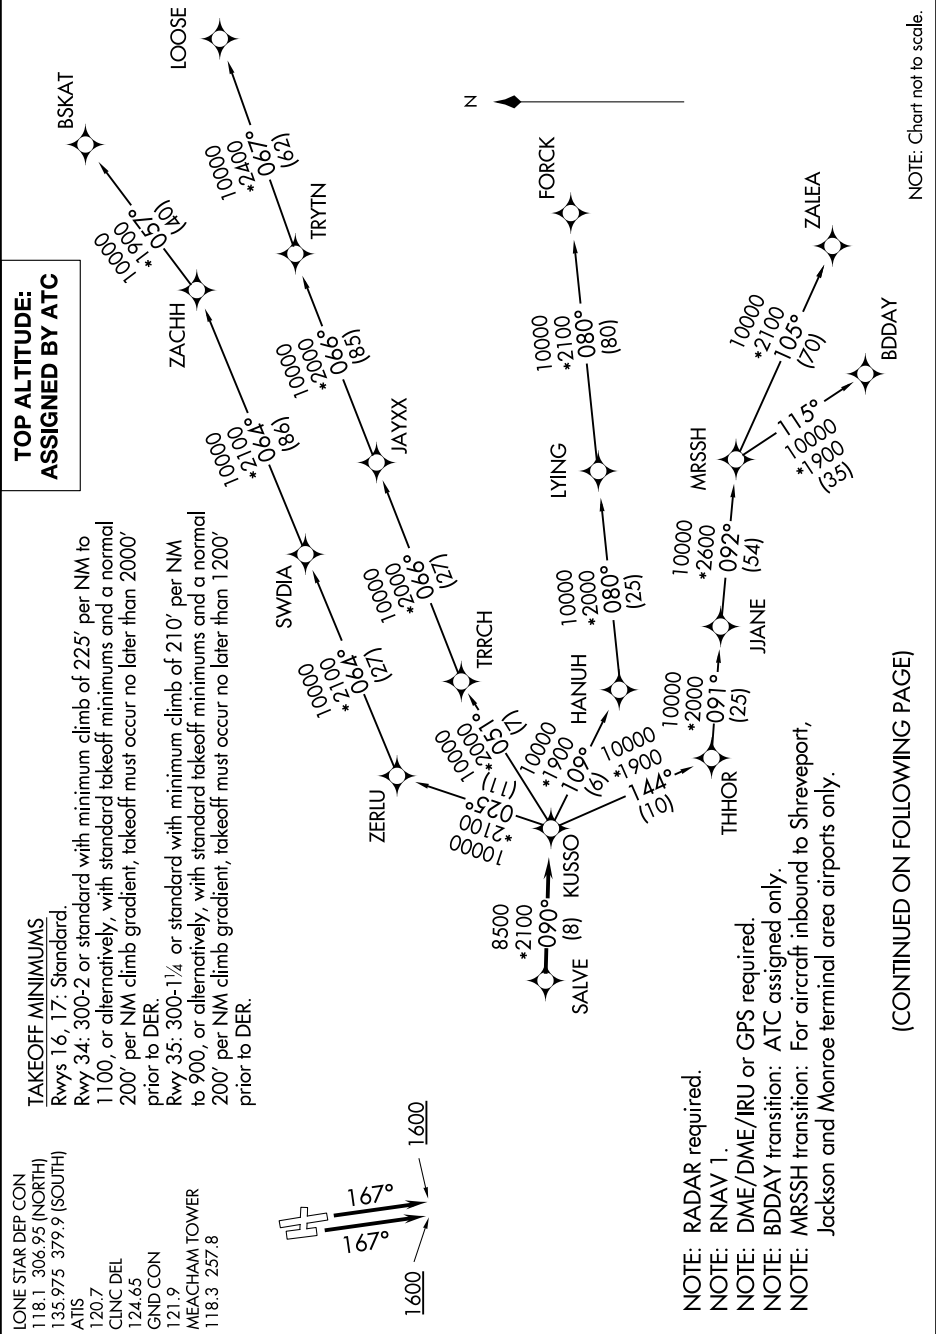 LONE STAR DEP CON
118.1 306.95 (NORTH)
135.975 379.9 (SOUTH)
ATIS
120.7
CLNC DEL
124.65
GND CON
121.9
MEACHAM TOWER
118.3 257.8
TAKEOFF MINIMUMS
Rwys 16, 17: Standard.
Rwy 34: 300-2 or standard with minimum climb of 225' per NM to
1100, or alternatively, with standard takeoff minimums and a normal
200' per NM climb gradient, takeoff must occur no later than 2000'
prior to DER.
Rwy 35: 300-1¼ or standard with minimum climb of 210' per NM
to 900, or alternatively, with standard takeoff minimums and a normal
200' per NM climb gradient, takeoff must occur no later than 1200'
prior to DER.
TOP ALTITUDE:
ASSIGNED BY ATC
BSKAT
10000
*1900
057°
(40)
ZACHH
10000
*2100
064°
(86)
SWDIA
10000
*2100
064°
(27)
ZERLU
10000
*2100
025°
(11)
LOOSE
10000
*2400
067°
(62)
TRYTN
10000
*2000
066°
(85)
JAYXX
10000
*2000
066°
(27)
TRRCH
10000
*2000
051°
(7)
N
FORCK
10000
*2100
080°
(80)
LYING
10000
*2000
080°
(25)
HANUH
10000
*1900
109°
(6)
8500
*2100
090°
(8)
SALVE
KUSSO
10000
*1900
144°
(10)
THHOR
10000
*2000
091°
(25)
JJANE
10000
*2600
092°
(54)
MRSSH
10000
*2100
105°
(70)
ZALEA
115°
10000
*1900
(35)
BDDAY
167°
167°
1600
1600
NOTE: RADAR required.
NOTE: RNAV 1.
NOTE: DME/DME/IRU or GPS required.
NOTE: BDDAY transition: ATC assigned only.
NOTE: MRSSH transition: For aircraft inbound to Shreveport,
Jackson and Monroe terminal area airports only.
(CONTINUED ON FOLLOWING PAGE)
NOTE: Chart not to scale.